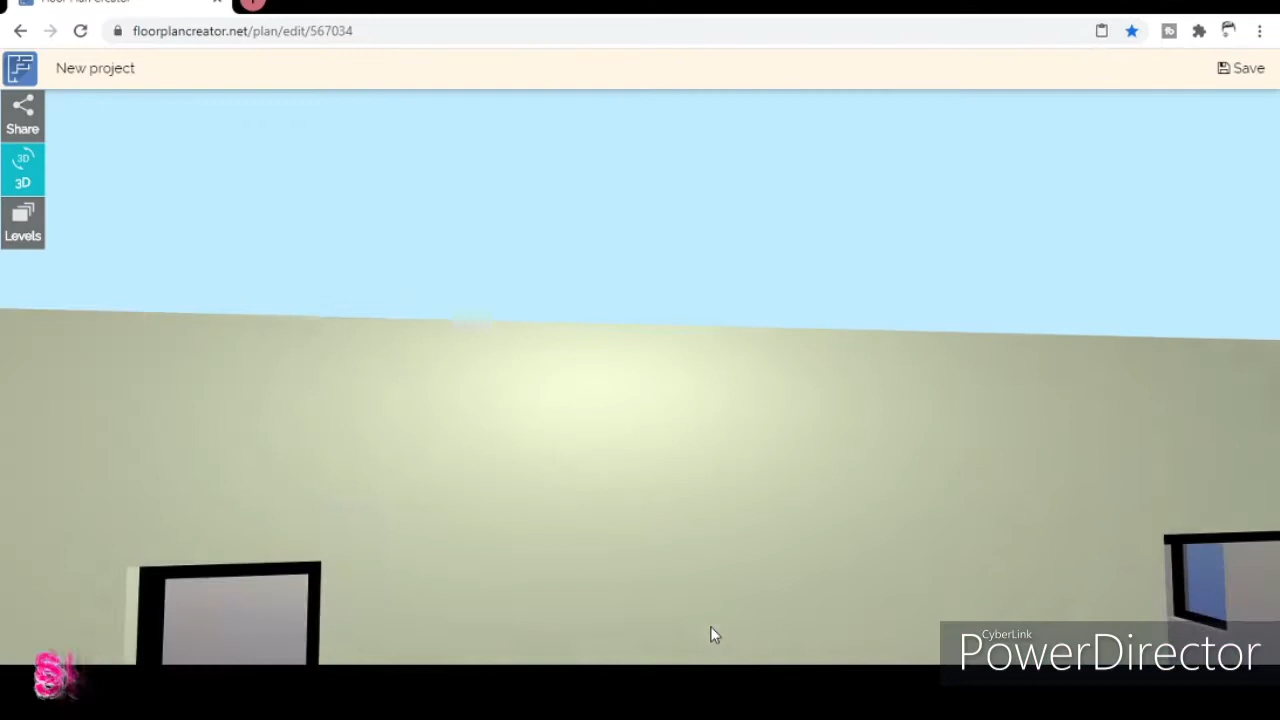 floorplancreator.net/plan/edit/567034
New project
Save
Share
3D
3D
Levels
CyberLink
PowerDirector